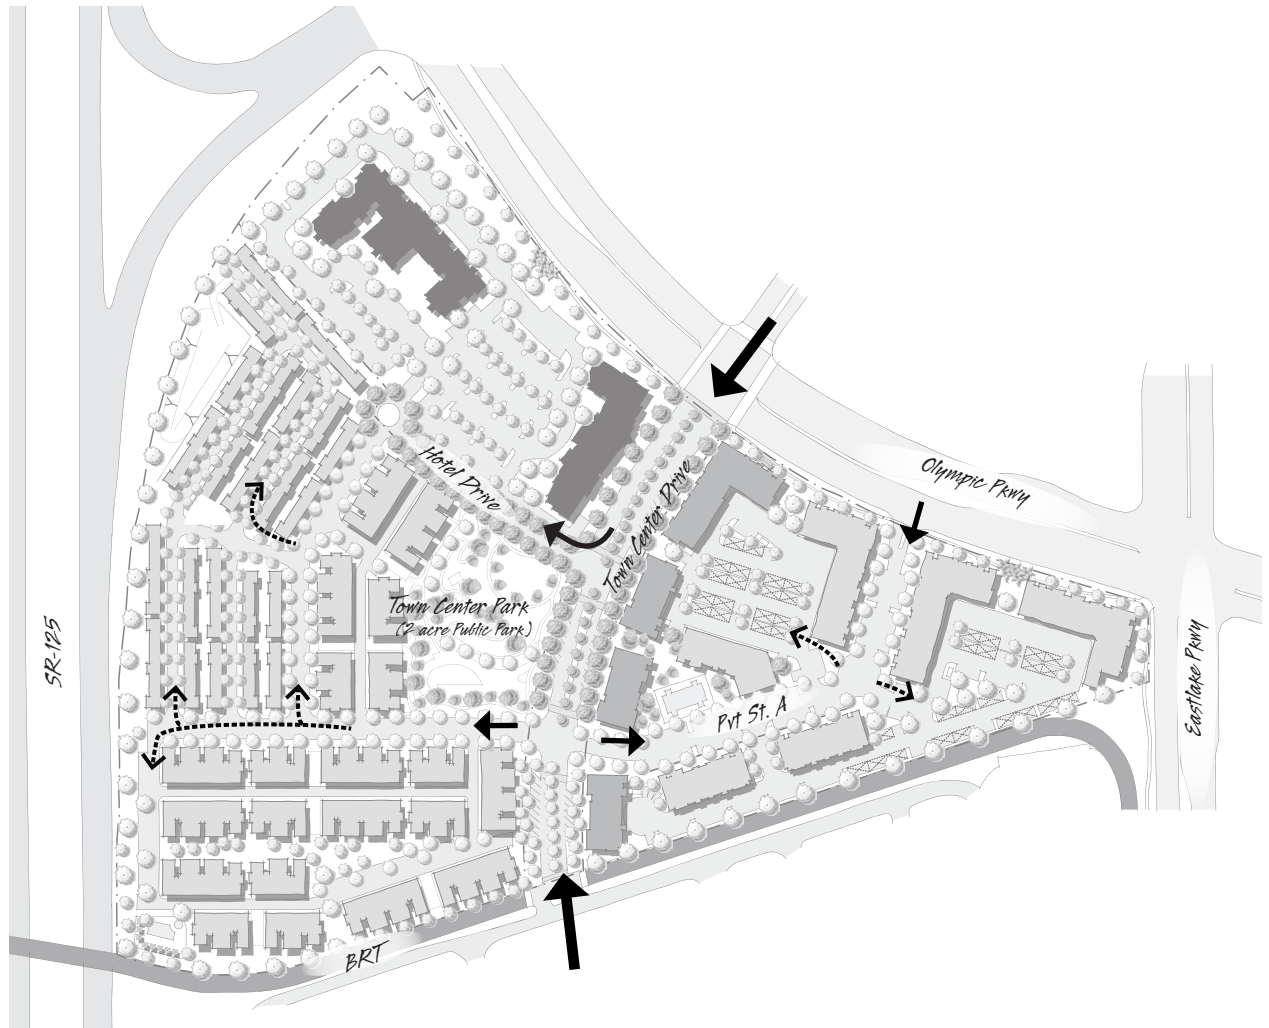 Hotel Drive
Olympic Pkwy
Town Center Drive
Town Center Park
(2 acre Public Park)
SR-125
Eastlake Pkwy
Pvt St. A
BRT